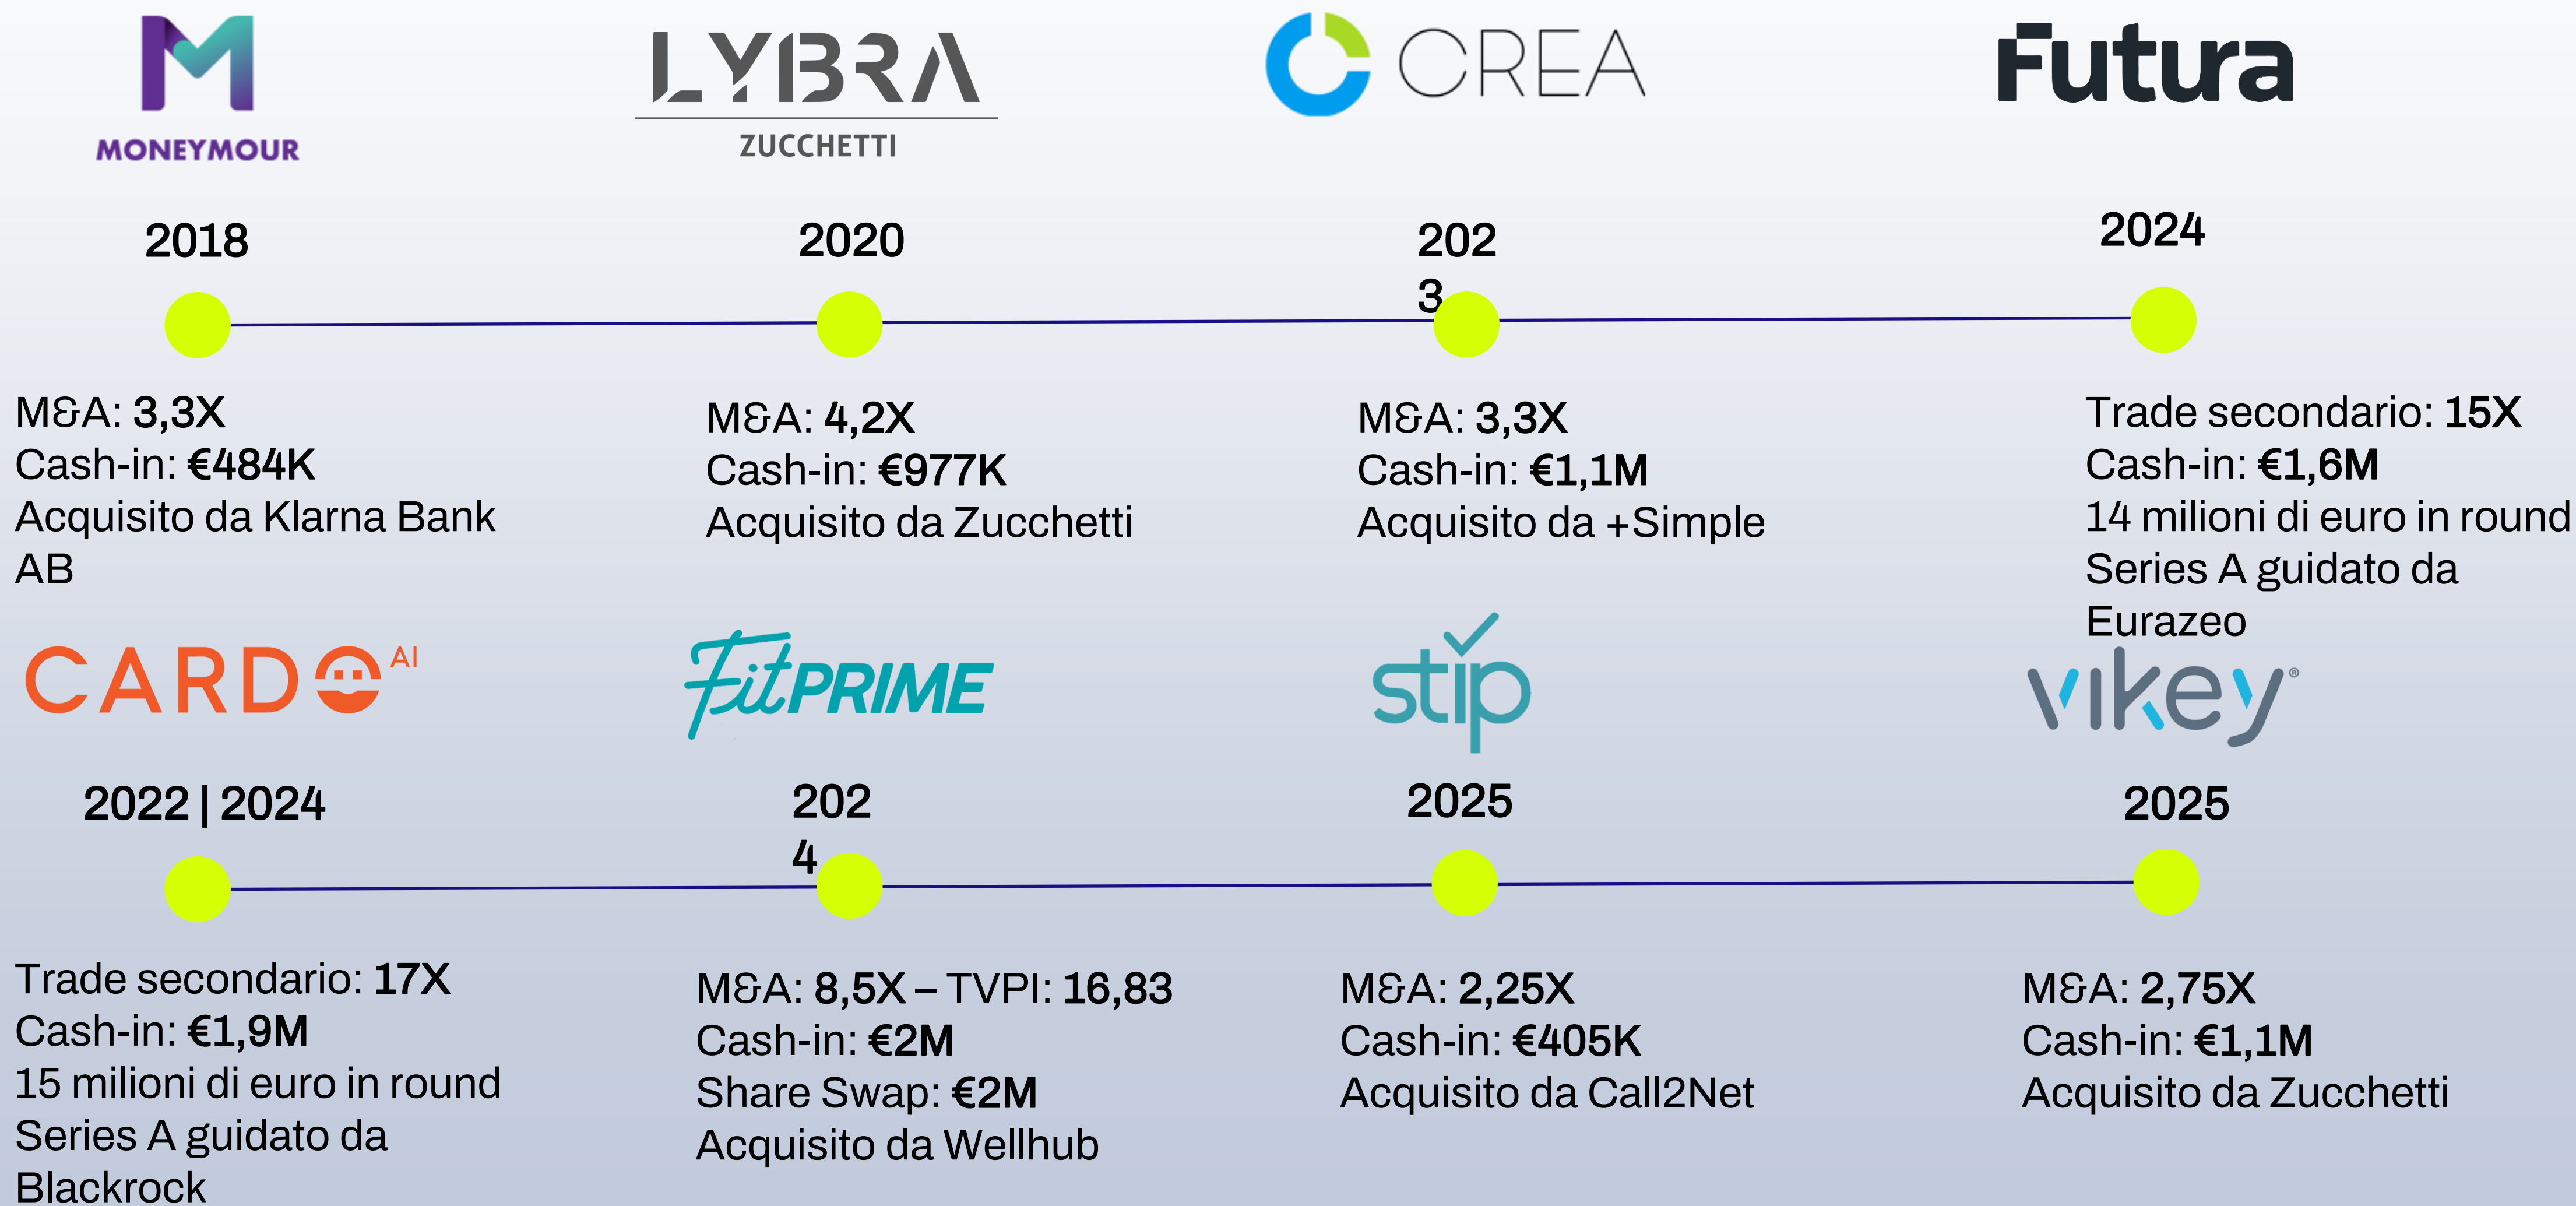 MONEYMOUR
LYBRA
ZUCCHETTI
CREA
Futura
2018
2020
202
3
2024
M&A: 3,3X
Cash-in: €484K
Acquisito da Klarna Bank
AB
M&A: 4,2X
Cash-in: €977K
Acquisito da Zucchetti
M&A: 3,3X
Cash-in: €1,1M
Acquisito da +Simple
Trade secondario: 15X
Cash-in: €1,6M
14 milioni di euro in round
Series A guidato da
Eurazeo
CARDO AI
FitPRIME
stip
vikey®
2022 | 2024
202
4
2025
2025
Trade secondario: 17X
Cash-in: €1,9M
15 milioni di euro in round
Series A guidato da
Blackrock
M&A: 8,5X – TVPI: 16,83
Cash-in: €2M
Share Swap: €2M
Acquisito da Wellhub
M&A: 2,25X
Cash-in: €405K
Acquisito da Call2Net
M&A: 2,75X
Cash-in: €1,1M
Acquisito da Zucchetti